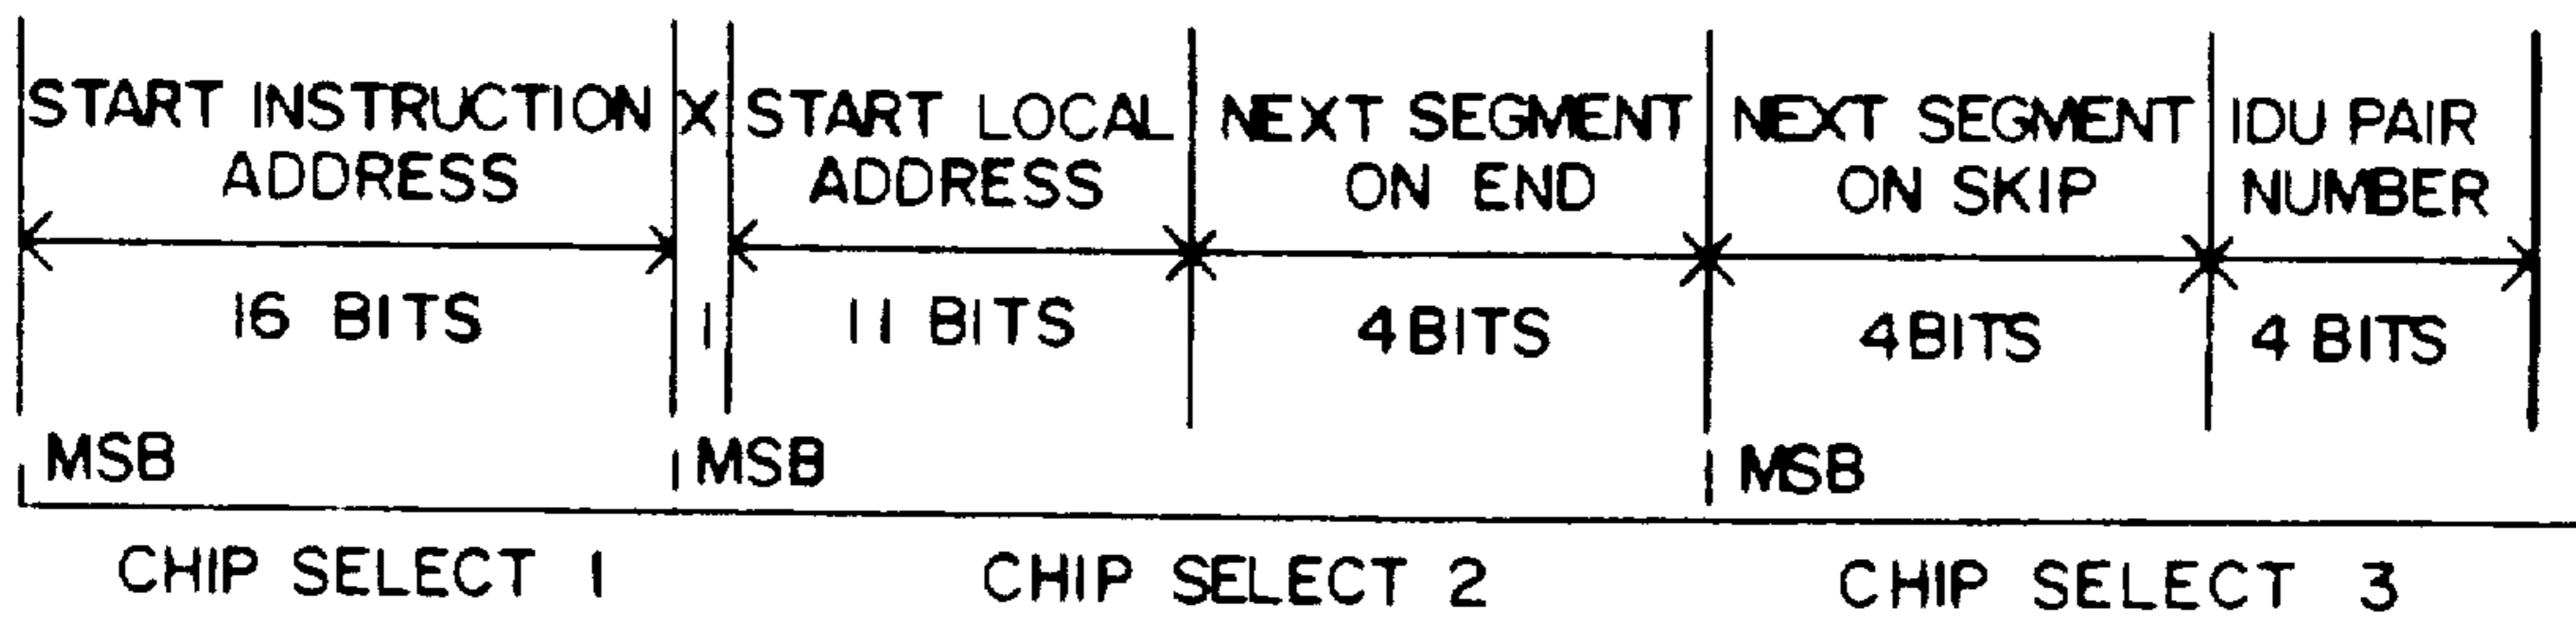 START INSTRUCTION ADDRESS
16 BITS
X
1
START LOCAL ADDRESS
11 BITS
NEXT SEGMENT ON END
4 BITS
NEXT SEGMENT ON SKIP
4 BITS
IDU PAIR NUMBER
4 BITS
MSB
MSB
MSB
CHIP SELECT 1
CHIP SELECT 2
CHIP SELECT 3